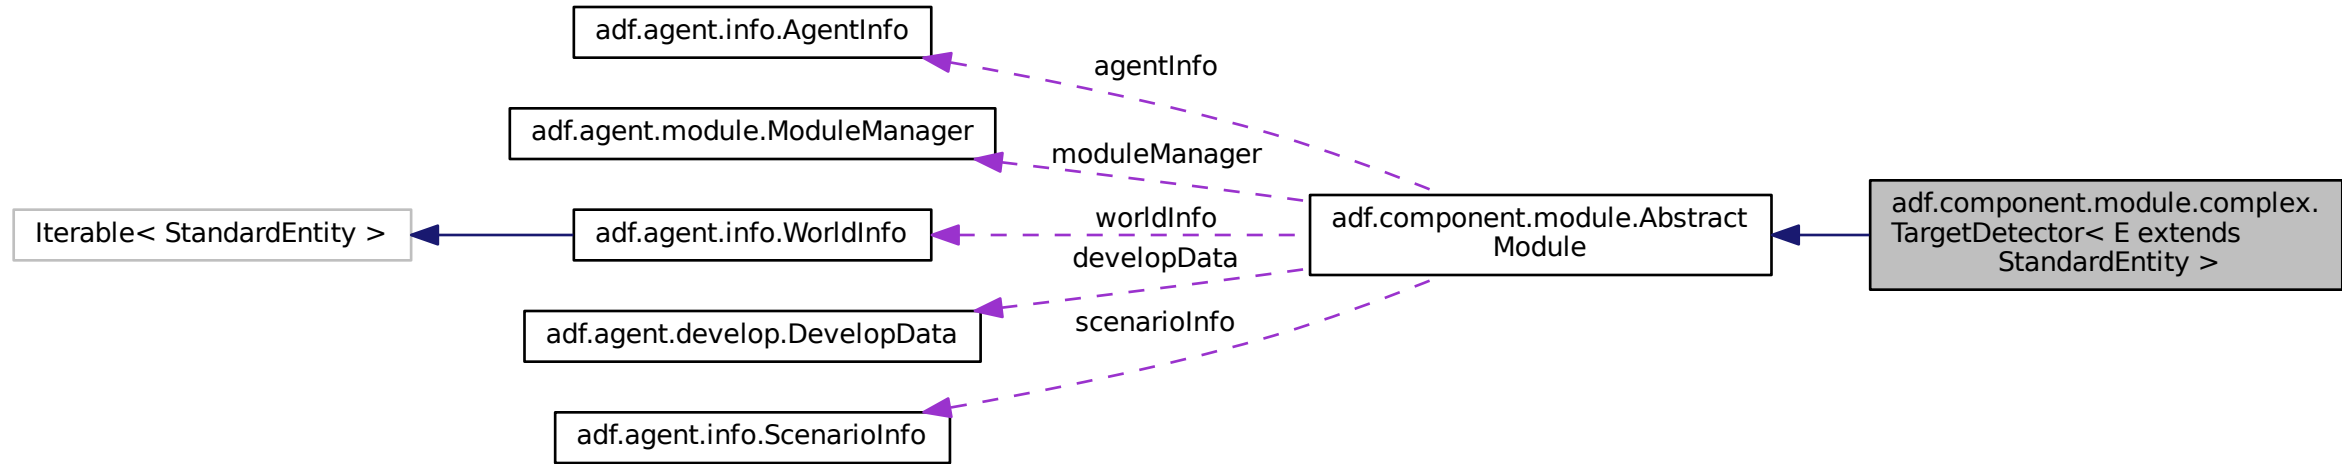 adf.agent.info.AgentInfo
agentInfo
adf.agent.module.ModuleManager
moduleManager
Iterable< StandardEntity >
adf.agent.info.WorldInfo
worldInfo
adf.component.module.Abstract
Module
adf.component.module.complex.
TargetDetector< E extends
StandardEntity >
developData
adf.agent.develop.DevelopData
scenarioInfo
adf.agent.info.ScenarioInfo